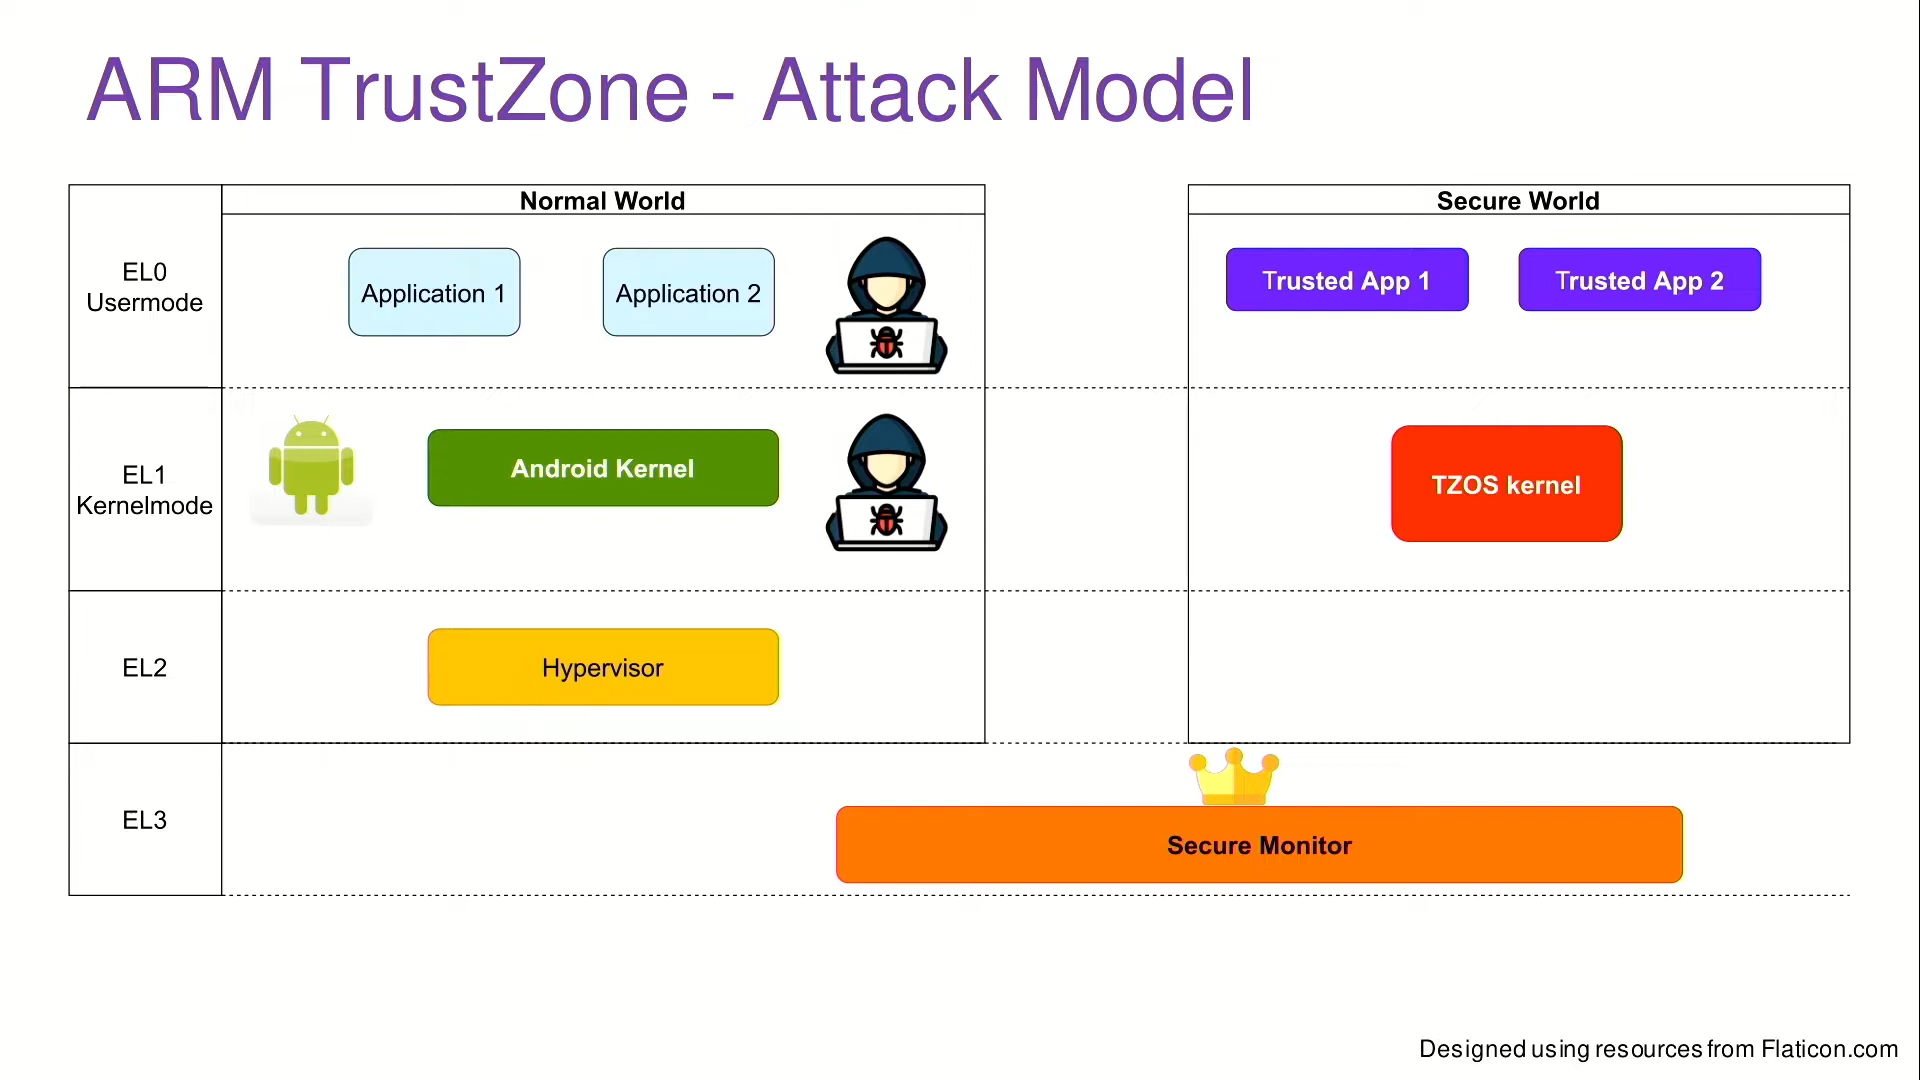 ARM TrustZone - Attack Model
Normal World
Secure World
EL0
Usermode
Application 1
Application 2
Trusted App 1
Trusted App 2
EL1
Kernelmode
Android Kernel
TZOS kernel
EL2
Hypervisor
EL3
Secure Monitor
Designed using resources from Flaticon.com